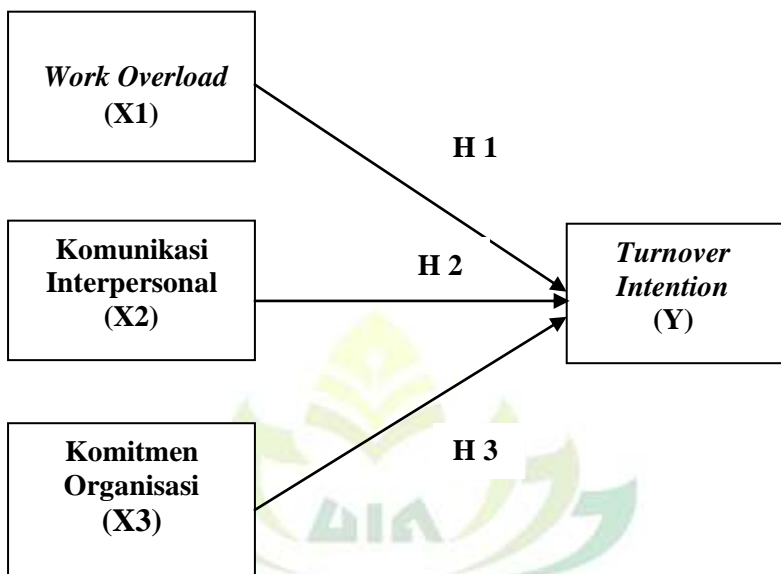 Work Overload
(X1)
H 1
Komunikasi
Interpersonal
(X2)
H 2
Turnover
Intention
(Y)
Komitmen
Organisasi
(X3)
H 3